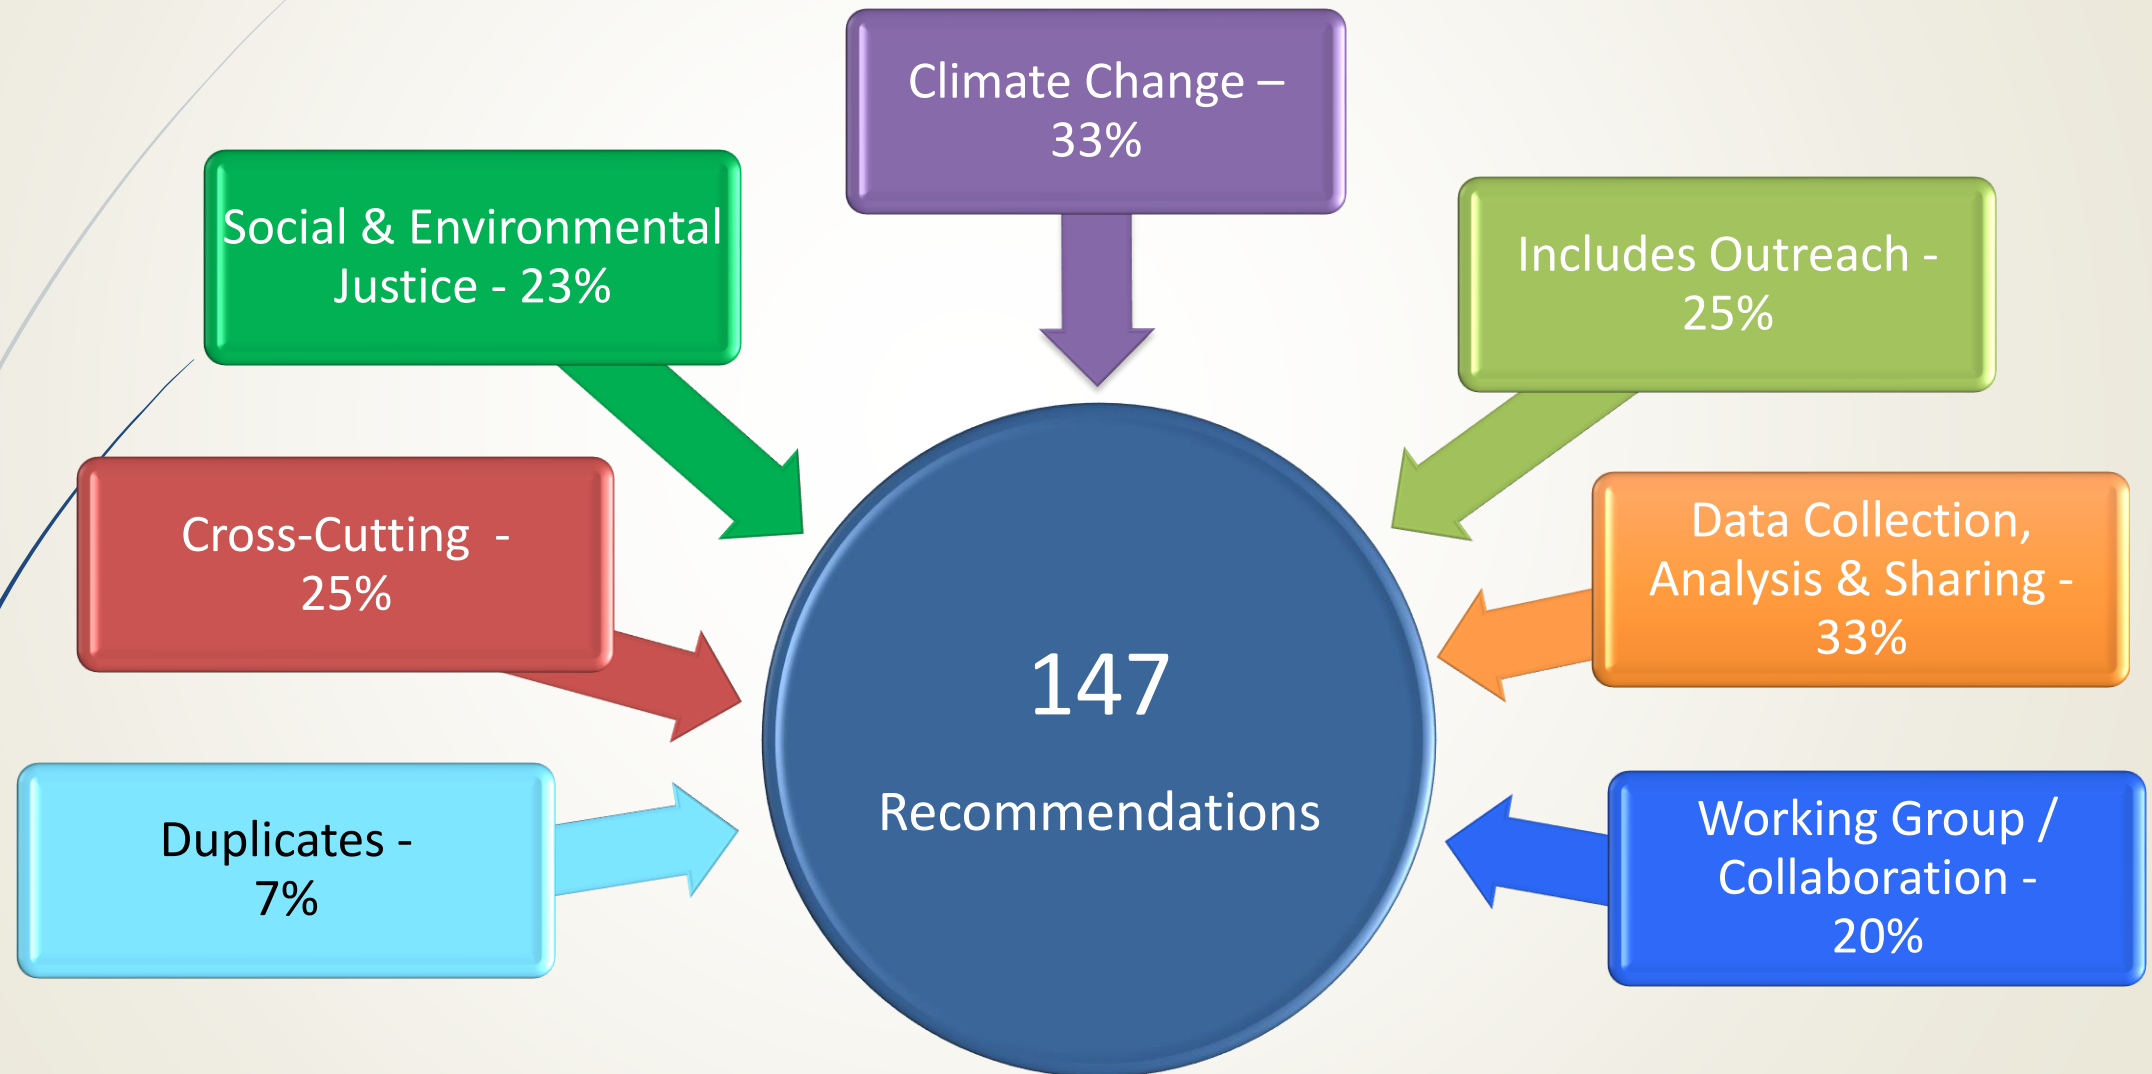 Climate Change –
33%
Social & Environmental
Justice - 23%
Includes Outreach -
25%
Cross-Cutting  -
25%
Data Collection,
Analysis & Sharing -
33%
Duplicates -
7%
Working Group /
Collaboration -
20%
147
Recommendations